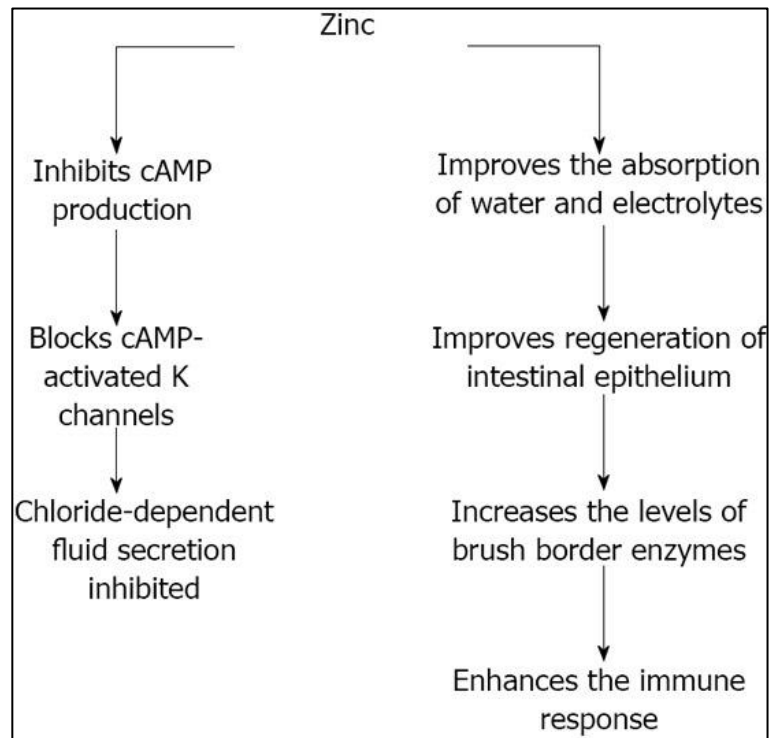 Zinc
Inhibits cAMP
production
Blocks cAMP-
activated K
channels
Chloride-dependent
fluid secretion
inhibited
Improves the absorption
of water and electrolytes
Improves regeneration of
intestinal epithelium
Increases the levels of
brush border enzymes
Enhances the immune
response